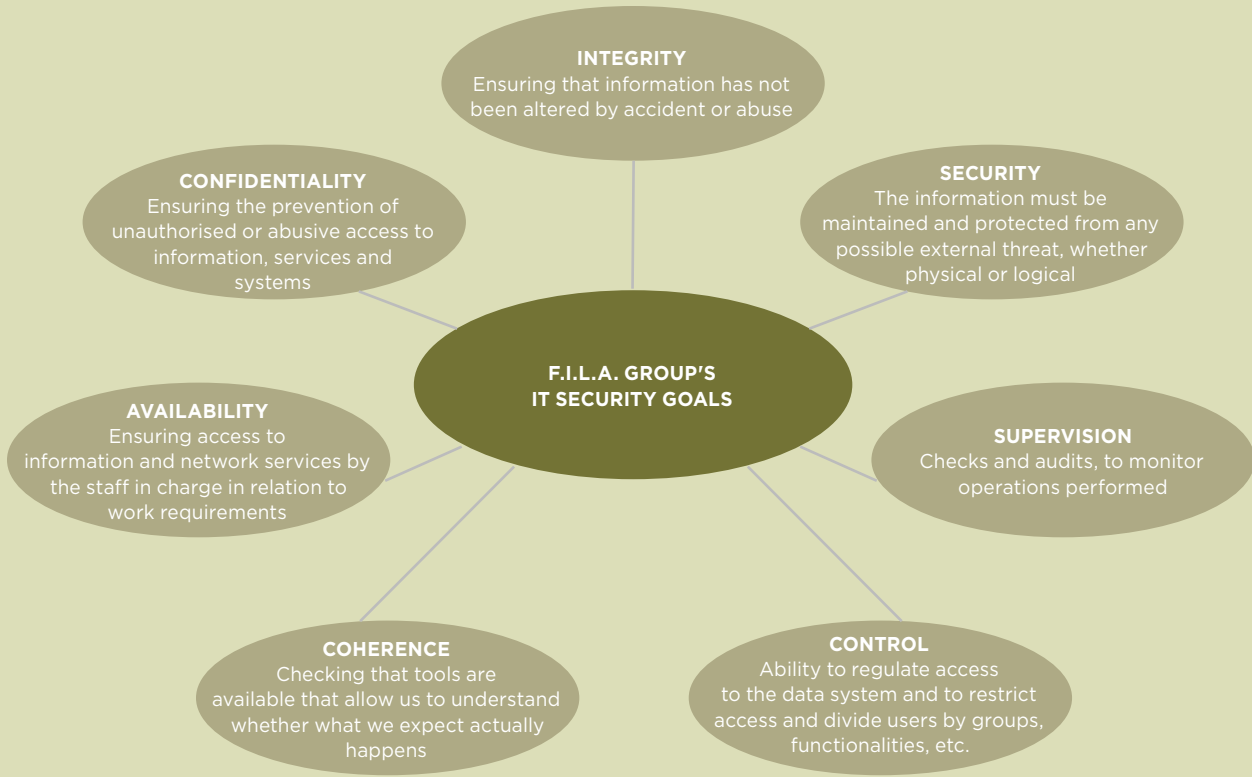 INTEGRITY
Ensuring that information has not
been altered by accident or abuse
CONFIDENTIALITY
Ensuring the prevention of
unauthorised or abusive access to
information, services and
systems
SECURITY
The information must be
maintained and protected from any
possible external threat, whether
physical or logical
F.I.L.A. GROUP'S
IT SECURITY GOALS
AVAILABILITY
Ensuring access to
information and network services by
the staff in charge in relation to
work requirements
SUPERVISION
Checks and audits, to monitor
operations performed
COHERENCE
Checking that tools are
available that allow us to understand
whether what we expect actually
happens
CONTROL
Ability to regulate access
to the data system and to restrict
access and divide users by groups,
functionalities, etc.